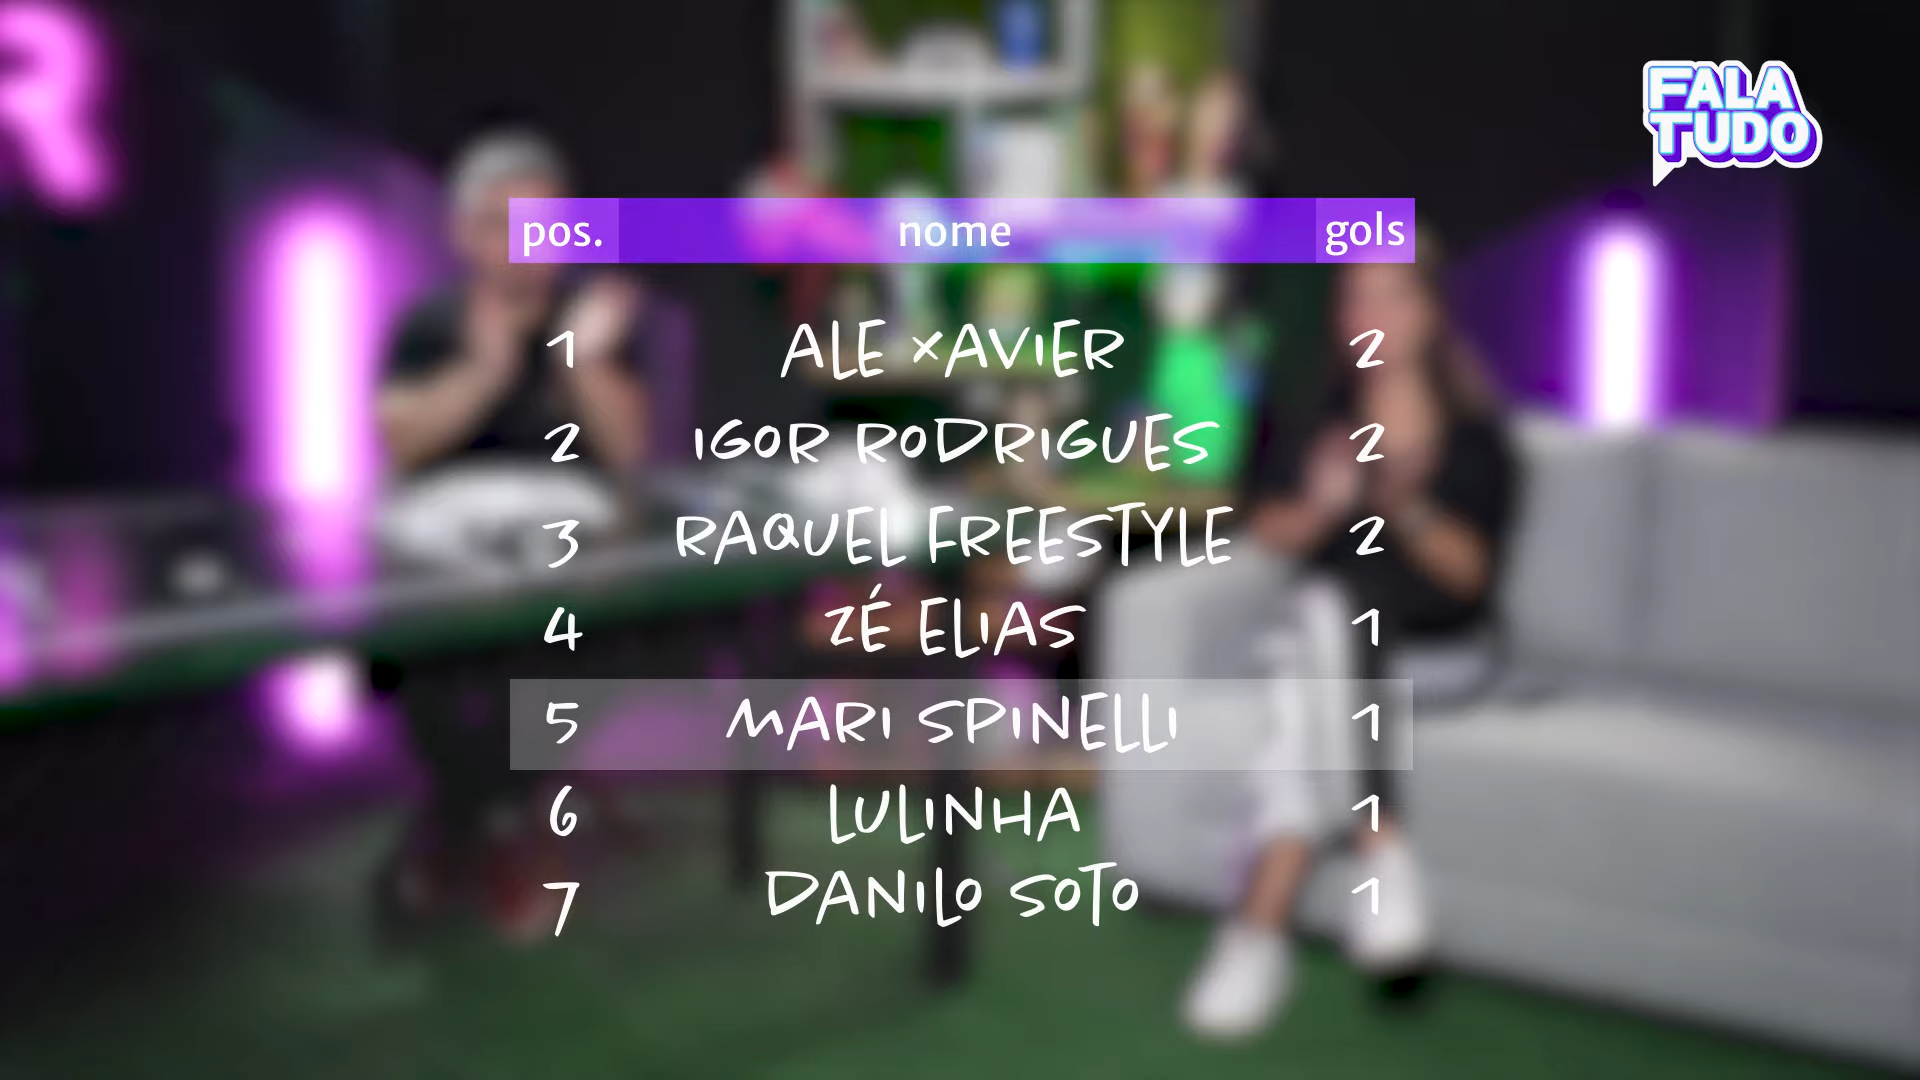 FALA
TUDO
pos. nome gols
1 ALE XAVIER 2
2 IGOR RODRIGUES 2
3 RAQUEL FREESTYLE 2
4 ZÉ ELIAS 1
5 MARI SPINELLI 1
6 LULINHA 1
7 DANILO SOTO 1
R